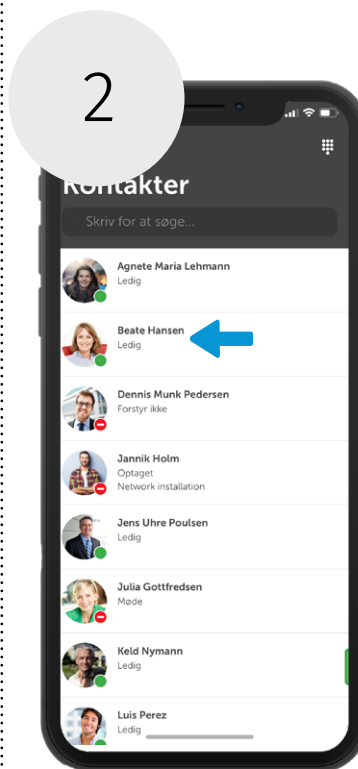 2
Kontakter
Skriv for at søge...
Agnete Maria Lehmann
Ledig
Beate Hansen
Ledig
Dennis Munk Pedersen
Forstyr ikke
Jannik Holm
Optaget
Network installation
Jens Uhre Poulsen
Ledig
Julia Gottfredsen
Møde
Keld Nymann
Ledig
Luis Perez
Ledig